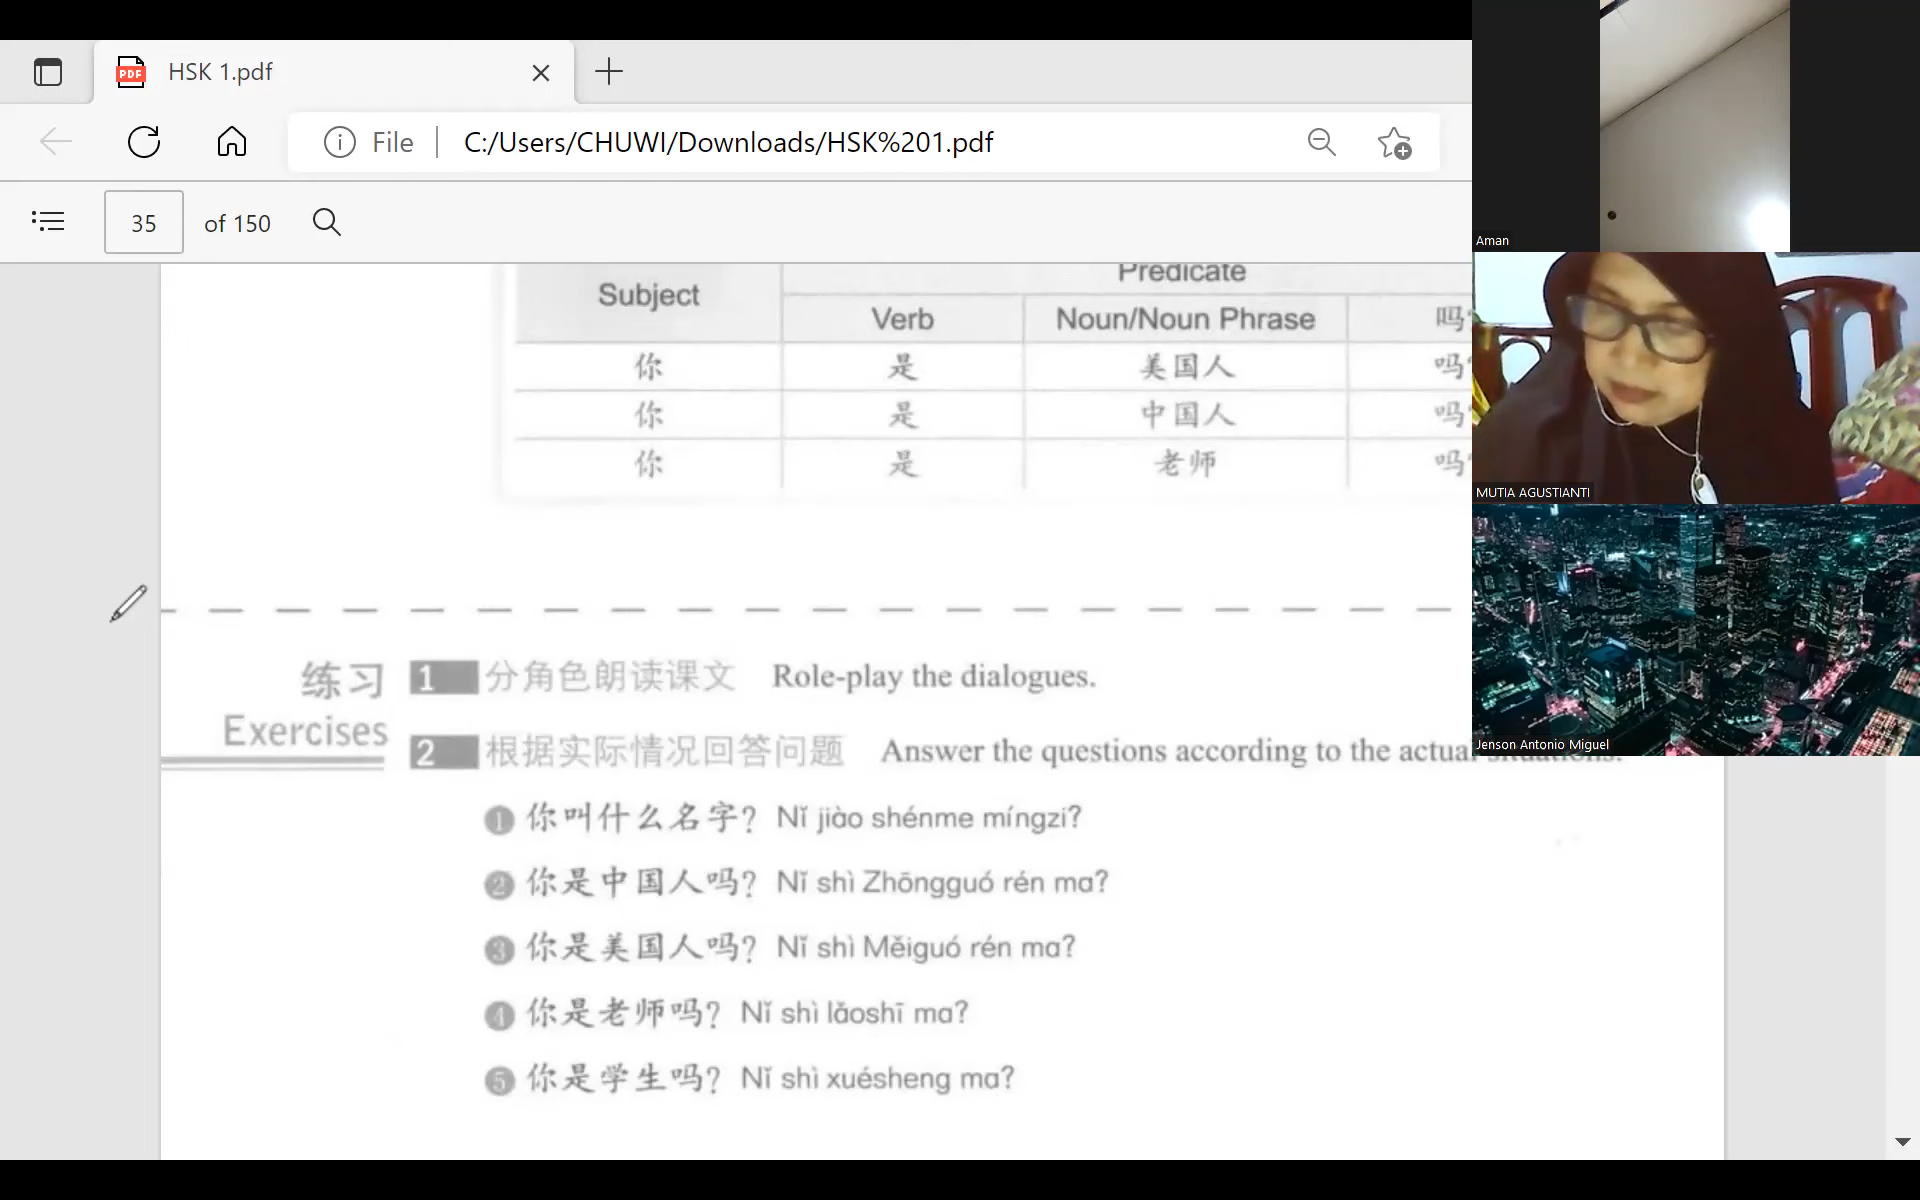 HSK 1.pdf
File C:/Users/CHUWI/Downloads/HSK%201.pdf
35 of 150
Aman
Predicate
Subject
Verb Noun/Noun Phrase 吗
你 是 美国人 吗
你 是 中国人 吗
你 是 老师 吗
MUTIA AGUSTIANTI
练习 1 分角色朗读课文 Role-play the dialogues.
Exercises
2 根据实际情况回答问题 Answer the questions according to the actual situations.
Jenson Antonio Miguel
1 你叫什么名字? Nǐ jiào shénme míngzi?
2 你是中国人吗? Nǐ shì Zhōngguó rén ma?
3 你是美国人吗? Nǐ shì Měiguó rén ma?
4 你是老师吗? Nǐ shì lǎoshī ma?
5 你是学生吗? Nǐ shì xuésheng ma?